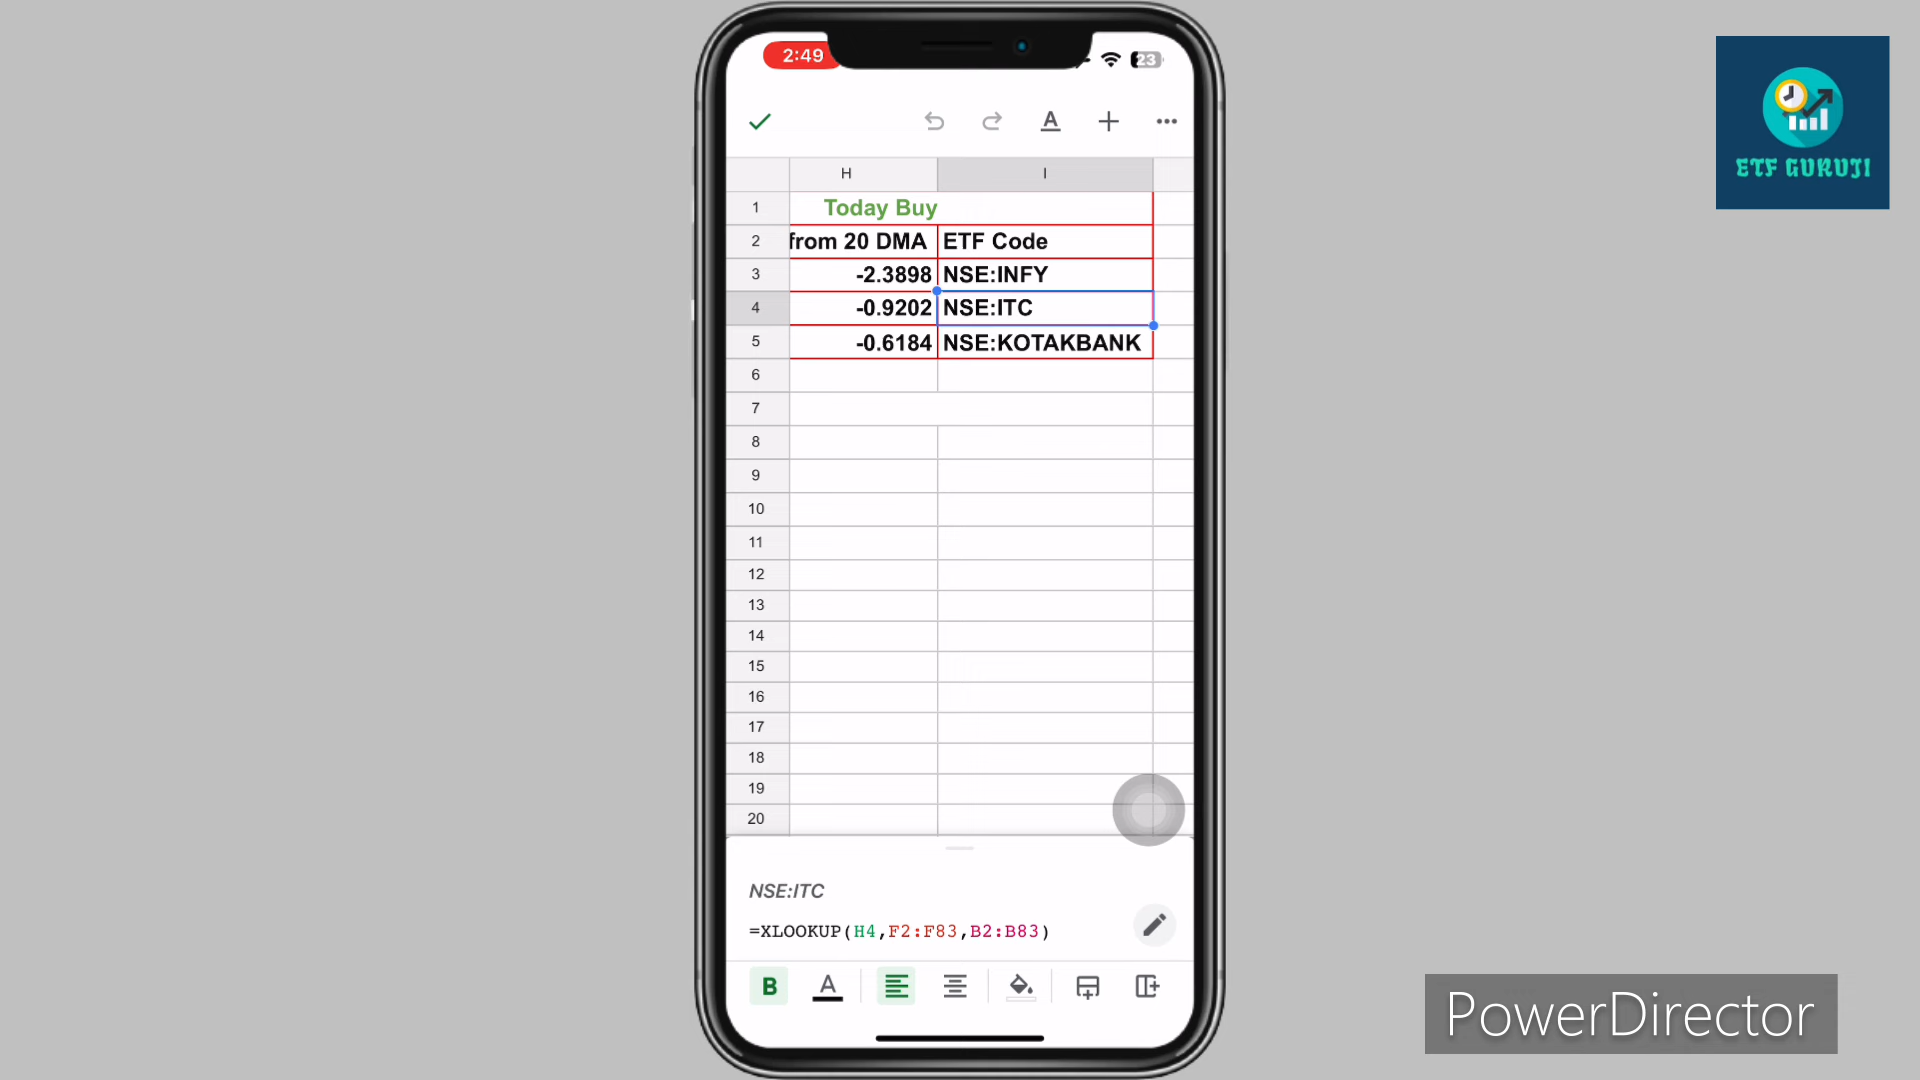 2:49
23
ETF GURUJI
H I
1 Today Buy
2 from 20 DMA ETF Code
3 -2.3898 NSE:INFY
4 -0.9202 NSE:ITC
5 -0.6184 NSE:KOTAKBANK
6
7
8
9
10
11
12
13
14
15
16
17
18
19
20
NSE:ITC
=XLOOKUP(H4,F2:F83,B2:B83)
B A
PowerDirector